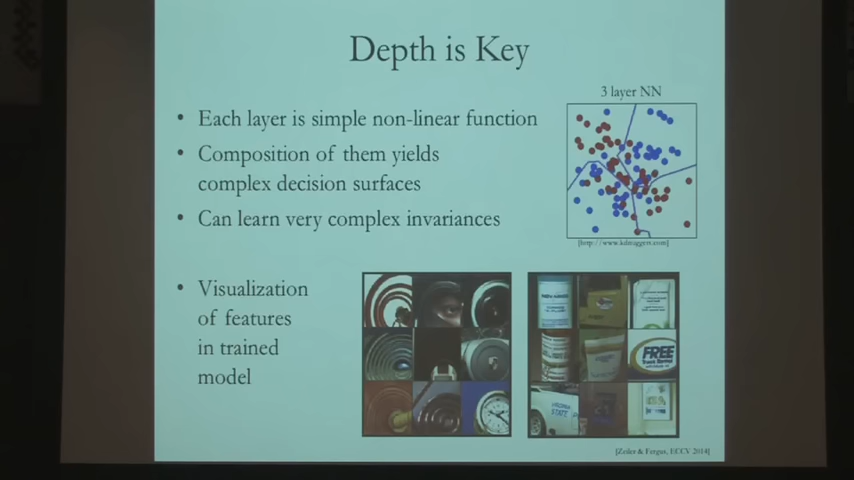 Depth is Key
3 layer NN
• Each layer is simple non-linear function
• Composition of them yields
complex decision surfaces
• Can learn very complex invariances
[http://www.kdnuggets.com]
• Visualization
of features
in trained
model
FREE
STATE
[Zeiler & Fergus, ECCV 2014]